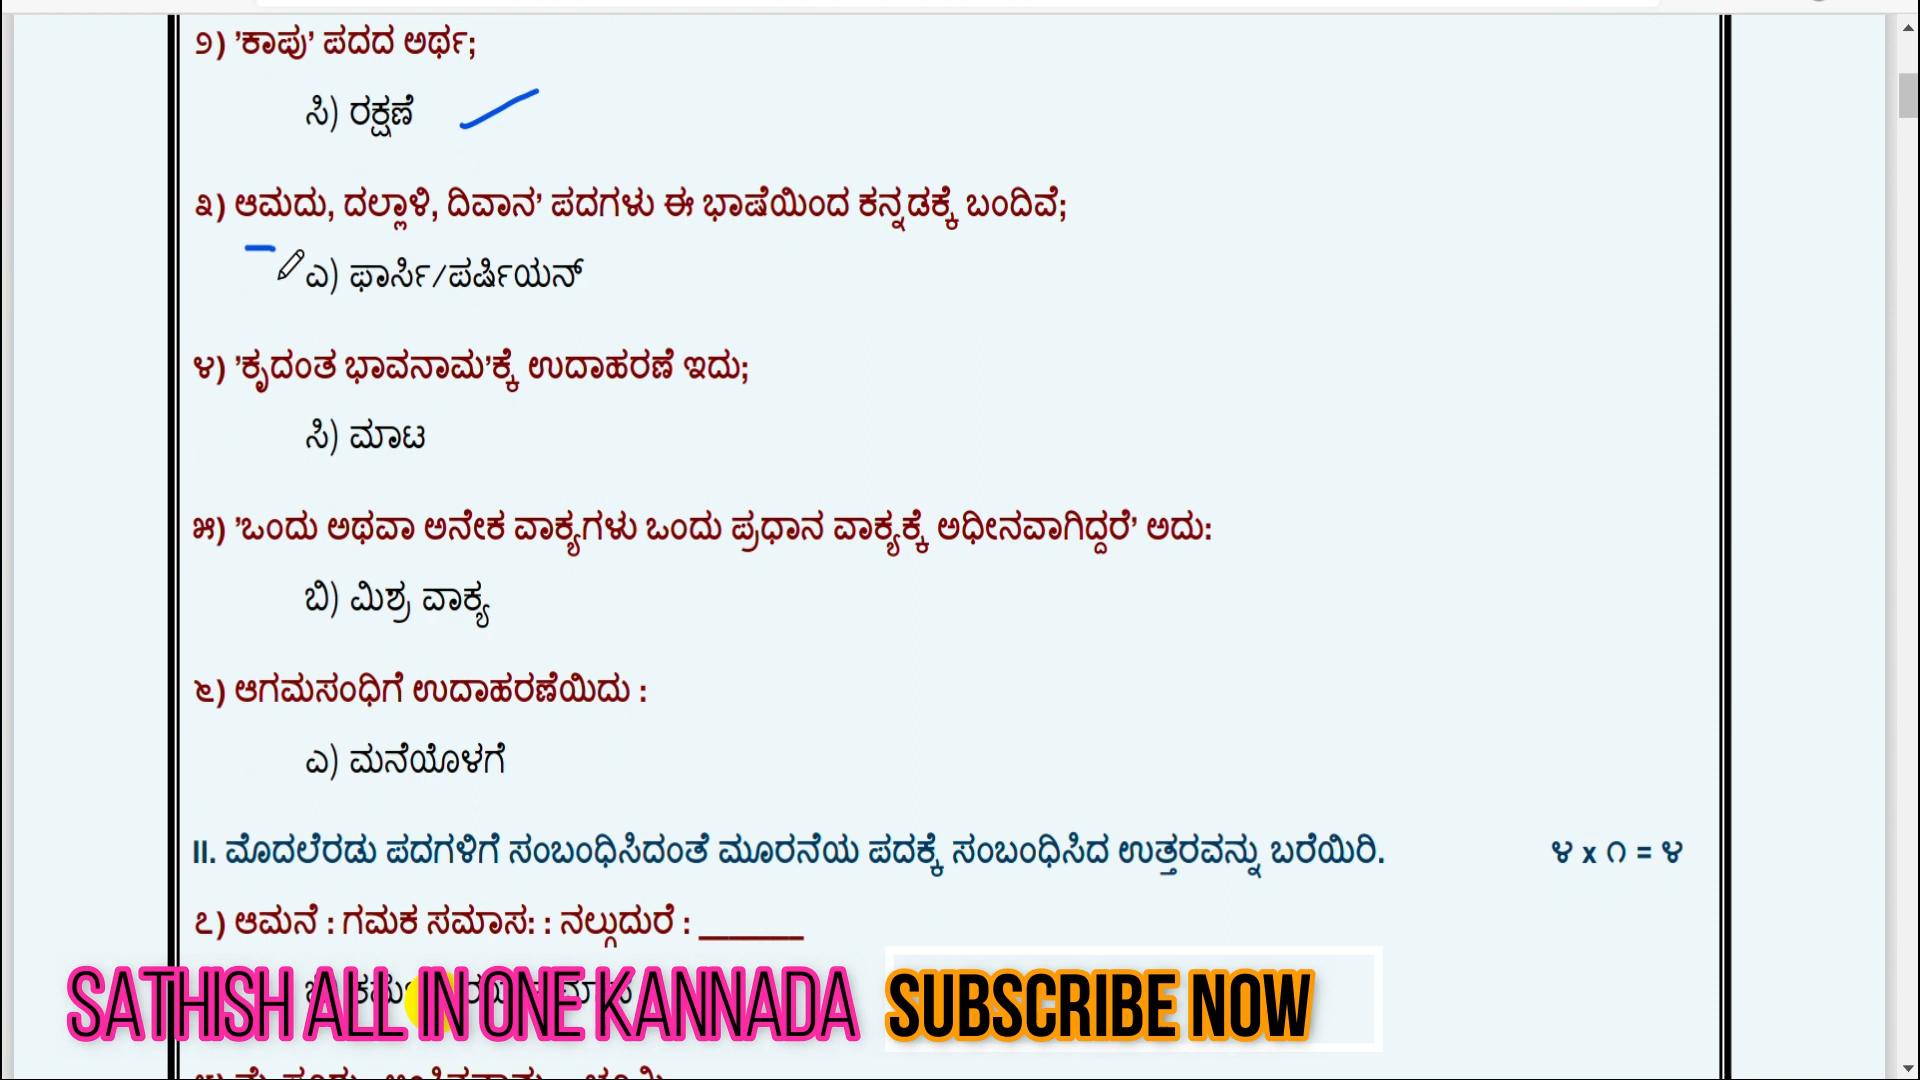 ೨) ’ಕಾಪು’ ಪದದ ಅರ್ಥ;
ಸಿ) ರಕ್ಷಣೆ
೩) ಆಮದು, ದಲ್ಲಾಳಿ, ದಿವಾನ’ ಪದಗಳು ಈ ಭಾಷೆಯಿಂದ ಕನ್ನಡಕ್ಕೆ ಬಂದಿವೆ;
ಎ) ಫಾರ್ಸಿ/ಪರ್ಷಿಯನ್
೪) ’ಕೃದಂತ ಭಾವನಾಮ’ಕ್ಕೆ ಉದಾಹರಣೆ ಇದು;
ಸಿ) ಮಾಟ
೫) ’ಒಂದು ಅಥವಾ ಅನೇಕ ವಾಕ್ಯಗಳು ಒಂದು ಪ್ರಧಾನ ವಾಕ್ಯಕ್ಕೆ ಅಧೀನವಾಗಿದ್ದರೆ’ ಅದು:
ಬಿ) ಮಿಶ್ರ ವಾಕ್ಯ
೬) ಆಗಮಸಂಧಿಗೆ ಉದಾಹರಣೆಯಿದು :
ಎ) ಮನೆಯೊಳಗೆ
II. ಮೊದಲೆರಡು ಪದಗಳಿಗೆ ಸಂಬಂಧಿಸಿದಂತೆ ಮೂರನೆಯ ಪದಕ್ಕೆ ಸಂಬಂಧಿಸಿದ ಉತ್ತರವನ್ನು ಬರೆಯಿರಿ. ೪ x ೧ = ೪
೭) ಆಮನೆ : ಗಮಕ ಸಮಾಸ: : ನಲ್ಗುದುರೆ : ______
SATHISH ALL IN ONE KANNADA SUBSCRIBE NOW